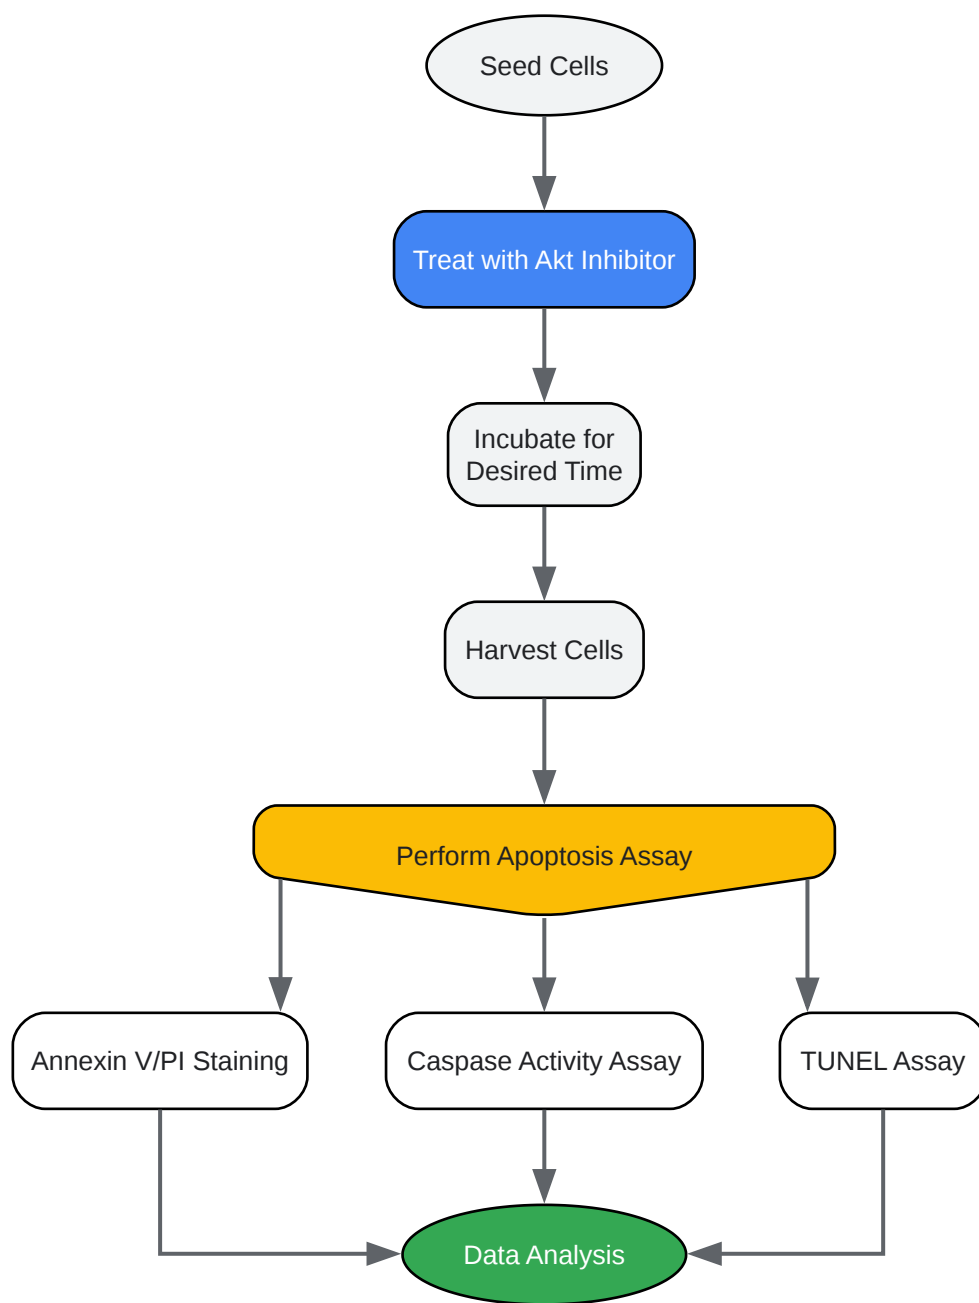 Seed Cells
Treat with Akt Inhibitor
Incubate for
Desired Time
Harvest Cells
Perform Apoptosis Assay
Annexin V/PI Staining
Caspase Activity Assay
TUNEL Assay
Data Analysis